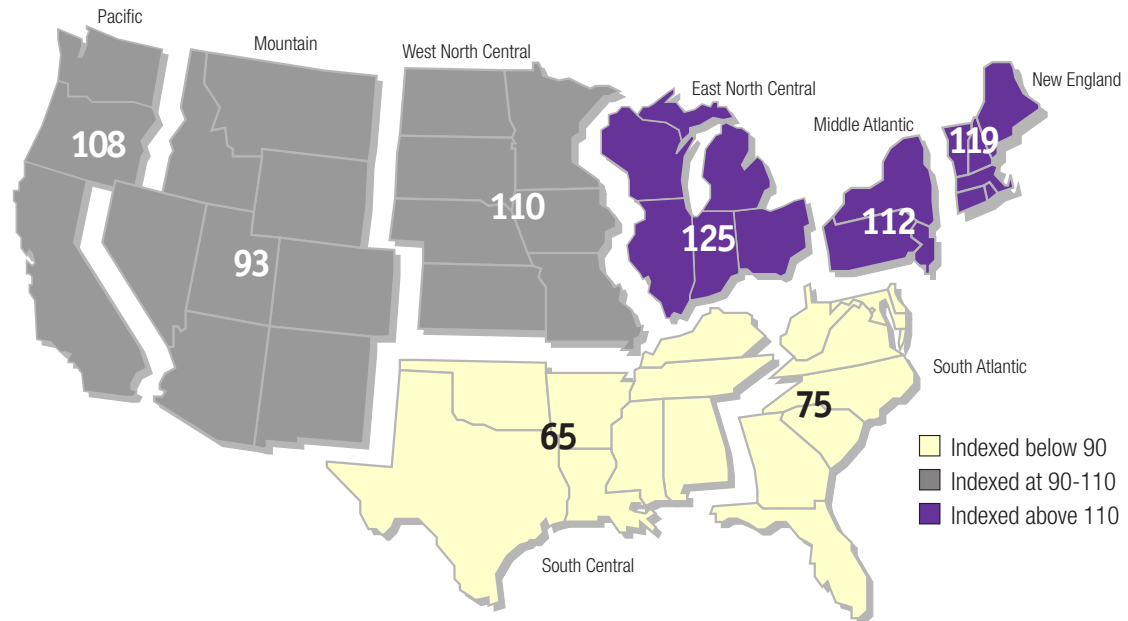 Pacific
Mountain
West North Central
East North Central
New England
Middle Atlantic
108
93
110
125
112
119
South Atlantic
75
65
South Central
Indexed below 90
Indexed at 90-110
Indexed above 110